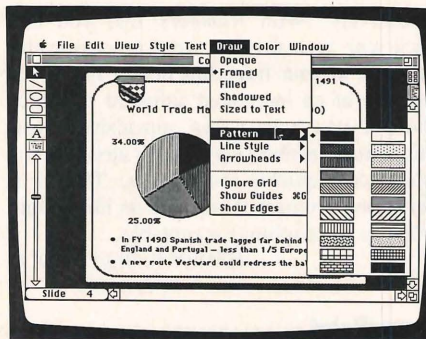 File Edit View Style Text Draw Color Window
Co
Opaque
Framed
Filled
Shadowed
Sized to Text
Pattern
Line Style
Arrowheads
Ignore Grid
Show Guides ⌘G
Show Edges
1491
World Trade Ma
00)
34.00%
25.00%
• In FY 1490 Spanish trade lagged far behind
England and Portugal — less than 1/5 Europe
• A new route Westward could redress the bal
A
Slide 4